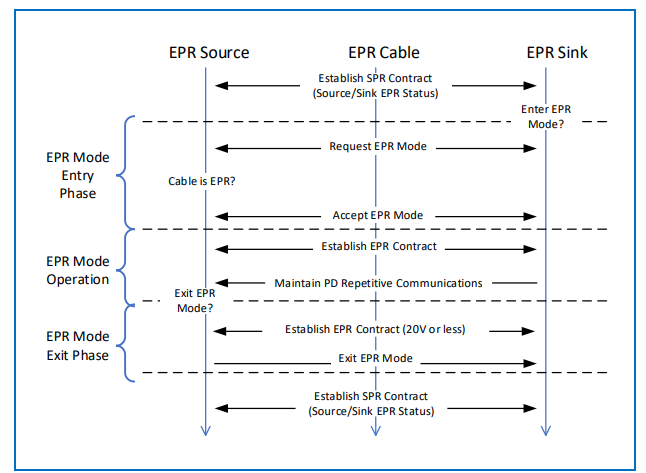 EPR Source
EPR Cable
EPR Sink
Establish SPR Contract
(Source/Sink EPR Status)
Enter EPR
Mode?
EPR Mode
Entry
Phase
Request EPR Mode
Cable is EPR?
Accept EPR Mode
EPR Mode
Operation
Establish EPR Contract
Maintain PD Repetitive Communications
Exit EPR
Mode?
EPR Mode
Exit Phase
Establish EPR Contract (20V or less)
Exit EPR Mode
Establish SPR Contract
(Source/Sink EPR Status)